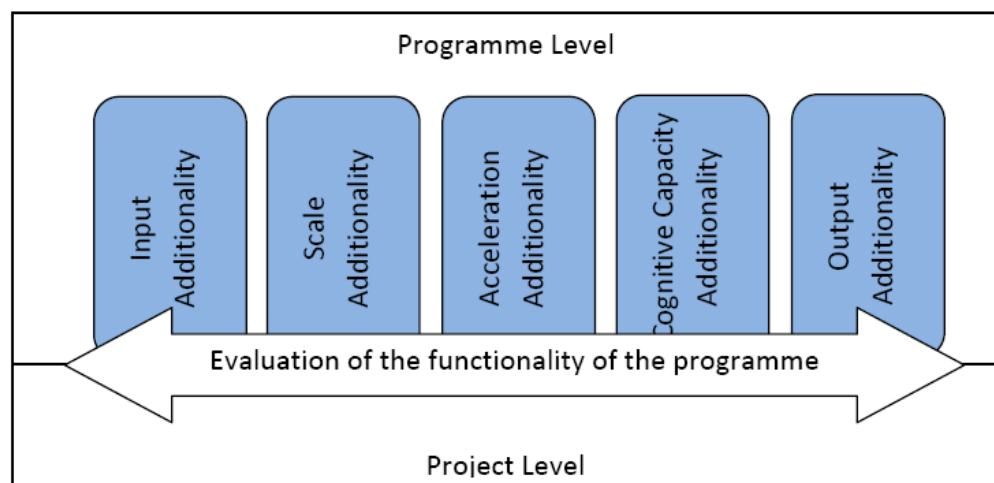 Programme Level
Input
Additionality
Scale
Additionality
Acceleration
Additionality
Cognitive Capacity
Additionality
Output
Additionality
Evaluation of the functionality of the programme
Project Level